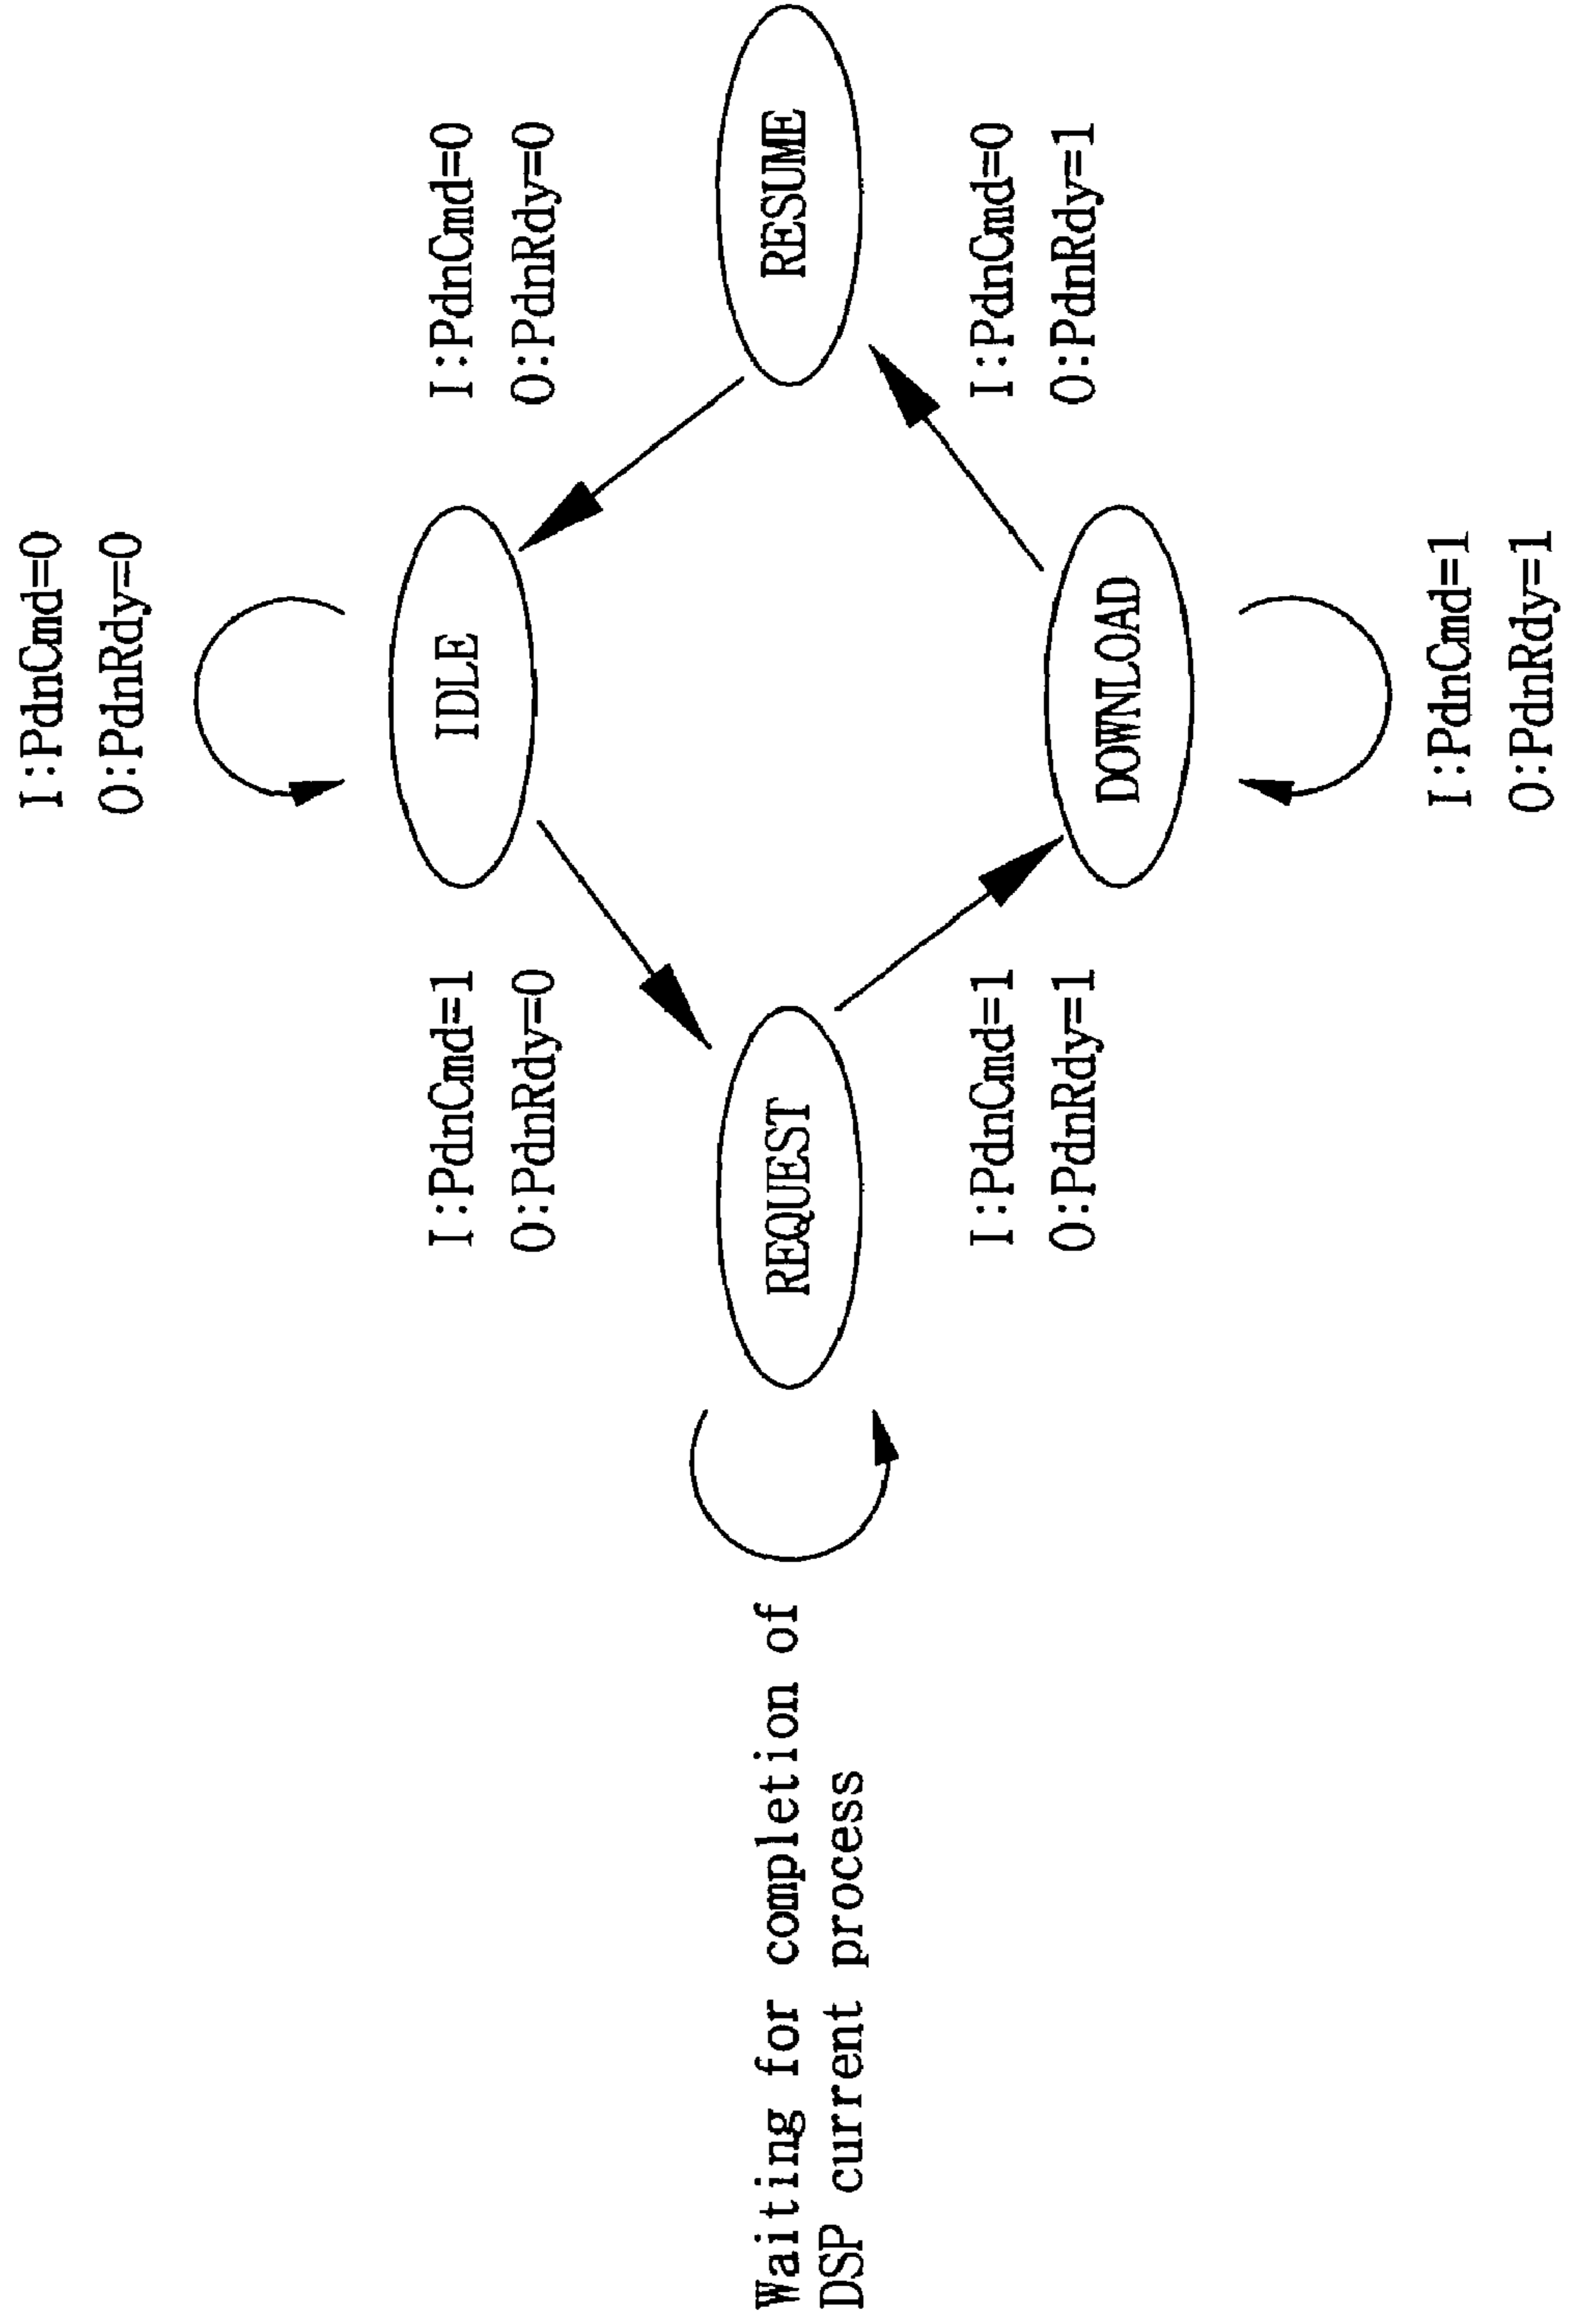 I:PdnCmd=0
O:PdnRdy=0
IDLE
I:PdnCmd=1
O:PdnRdy=0
I:PdnCmd=0
O:PdnRdy=0
Waiting for completion of
DSP current process
REQUEST
RESUME
I:PdnCmd=1
O:PdnRdy=1
I:PdnCmd=0
O:PdnRdy=1
DOWNLOAD
I:PdnCmd=1
O:PdnRdy=1